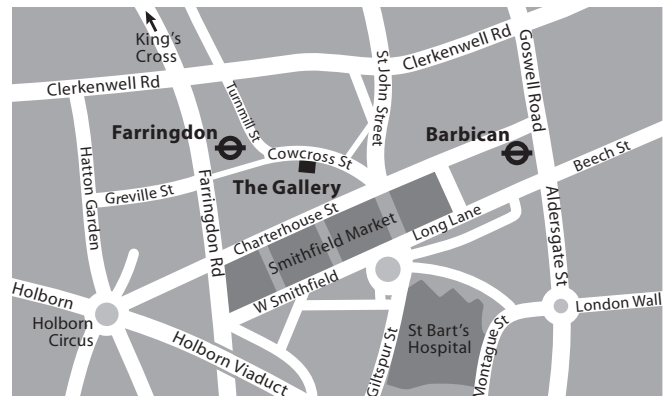 King's
Cross
Clerkenwell Rd
Clerkenwell Rd
St John Street
Goswell Road
Turnmill St
Farringdon
Barbican
Cowcross St
Beech St
Hatton Garden
Greville St
The Gallery
Farringdon Rd
Charterhouse St
Smithfield Market
Long Lane
Aldersgate St
W Smithfield
Holborn
Holborn
Circus
Holborn Viaduct
Giltspur St
St Bart's
Hospital
Montague St
London Wall